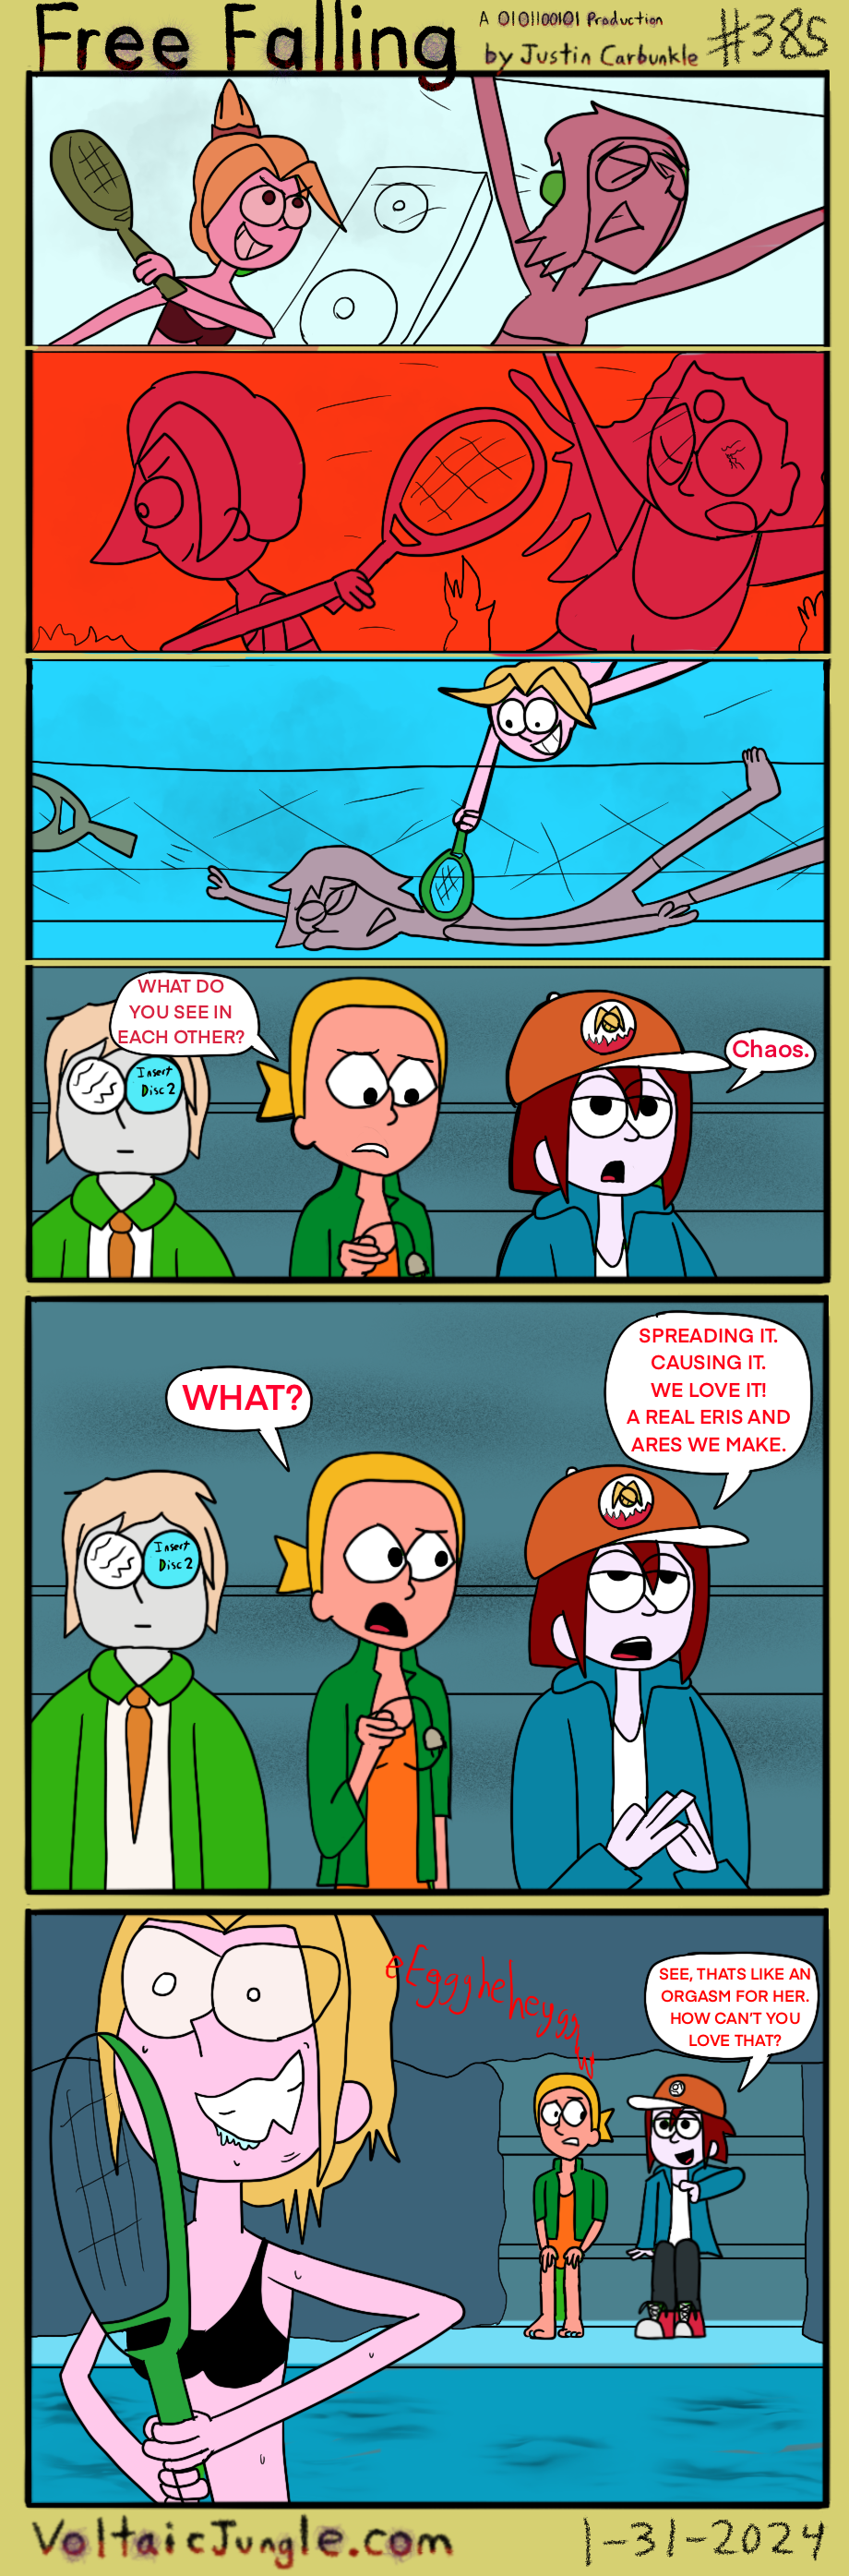 Free Falling
A 0101100101 Production
by Justin Carbunkle
#385
WHAT DO
YOU SEE IN
EACH OTHER?
Insert
Disc 2
Chaos.
WHAT?
SPREADING IT.
CAUSING IT.
WE LOVE IT!
A REAL ERIS AND
ARES WE MAKE.
Insert
Disc 2
SEE, THATS LIKE AN
ORGASM FOR HER.
HOW CAN'T YOU
LOVE THAT?
VoltaicJungle.com
1-31-2024